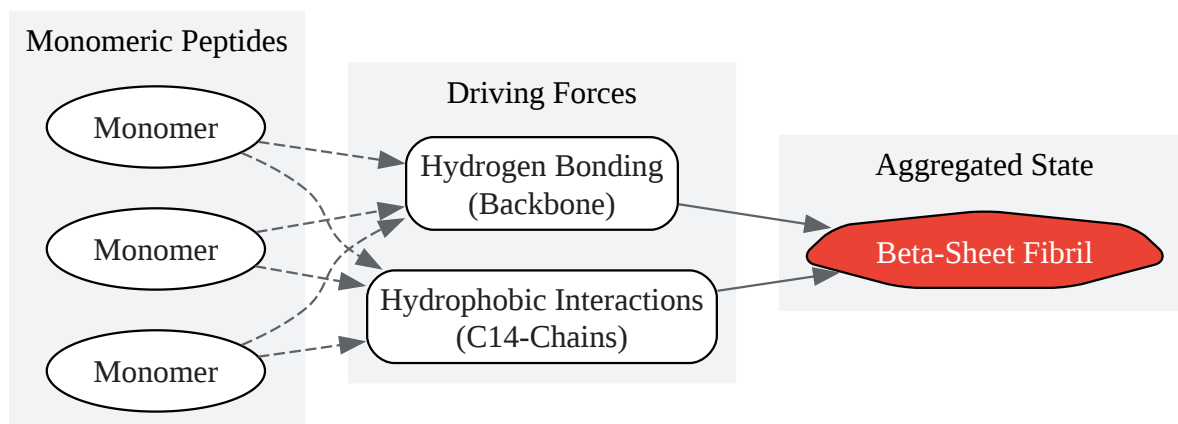 Monomeric Peptides
Monomer
Monomer
Monomer
Driving Forces
Hydrogen Bonding
(Backbone)
Hydrophobic Interactions
(C14-Chains)
Aggregated State
Beta-Sheet Fibril